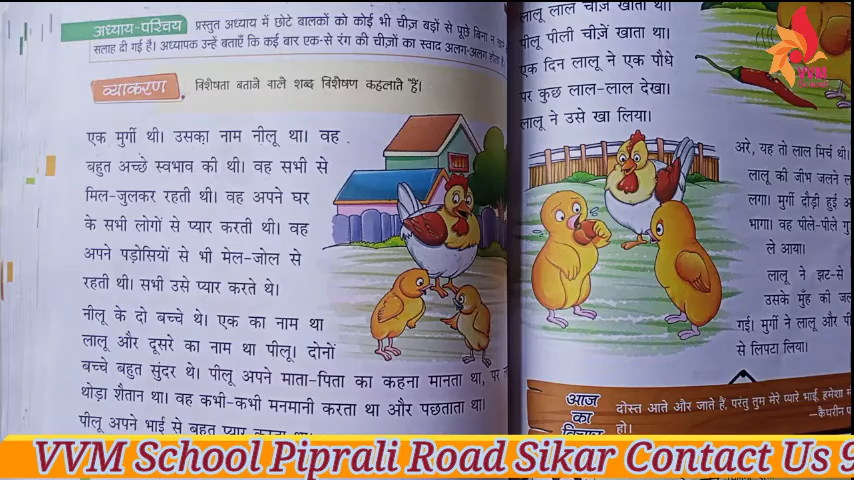 अध्याय-परिचय प्रस्तुत अध्याय में छोटे बालकों को कोई भी चीज़ बड़ों से पूछे बिना न
सलाह दी गई है। अध्यापक उन्हें बताएँ कि कई बार एक-से रंग की चीज़ों का स्वाद अलग-अलग होता है।
व्याकरण विशेषता बताने वाले शब्द विशेषण कहलाते हैं।
एक मुर्गी थी। उसका नाम नीलू था। वह
बहुत अच्छे स्वभाव की थी। वह सभी से
मिल-जुलकर रहती थी। वह अपने घर
के सभी लोगों से प्यार करती थी। वह
अपने पड़ोसियों से भी मेल-जोल से
रहती थी। सभी उसे प्यार करते थे।
नीलू के दो बच्चे थे। एक का नाम था
लालू और दूसरे का नाम था पीलू। दोनों
बच्चे बहुत सुंदर थे। पीलू अपने माता-पिता का कहना मानता था, पर
थोड़ा शैतान था। वह कभी-कभी मनमानी करता था और पछताता था।
पीलू अपने भाई से बहुत प्यार करता था।
लालू लाल चीज़ें खाता था।
पीलू पीली चीज़ें खाता था।
एक दिन लालू ने एक पौधे
पर कुछ लाल-लाल देखा।
लालू ने उसे खा लिया।
अरे, यह तो लाल मिर्च थी।
लालू की जीभ जलने
लगा। मुर्गी दौड़ी हुई
भागा। वह पीले-पीले
ले आया।
लालू ने झट-से
उसके मुँह की
गई। मुर्गी ने लालू और
से लिपटा लिया।
आज
का
विचार
दोस्त आते और जाते हैं, परंतु तुम मेरे प्यारे भाई, हमेशा
हो।
–कैथरीन
VVM
VVM School Piprali Road Sikar Contact Us 9